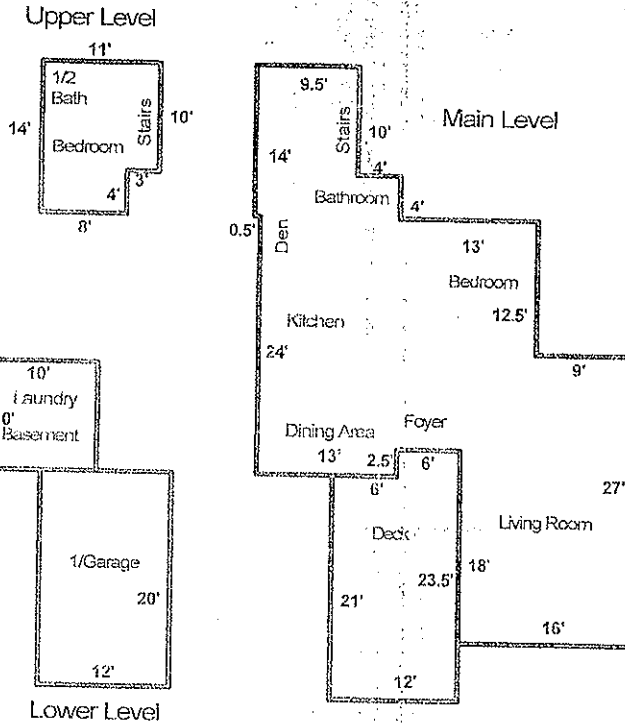 Upper Level
11'
1/2
Bath
Stairs
10'
14'
Bedroom
3'
4'
8'
Main Level
9.5'
Stairs
10'
14'
4'
Bathroom
4'
0.5'
Den
13'
Bedroom
12.5'
Kitchen
24'
9'
Dining Area
Foyer
13'
2.5'
6'
6'
27'
Deck
Living Room
18'
23.5'
21'
16'
12'
10'
Laundry
0'
Basement
1/Garage
20'
12'
Lower Level